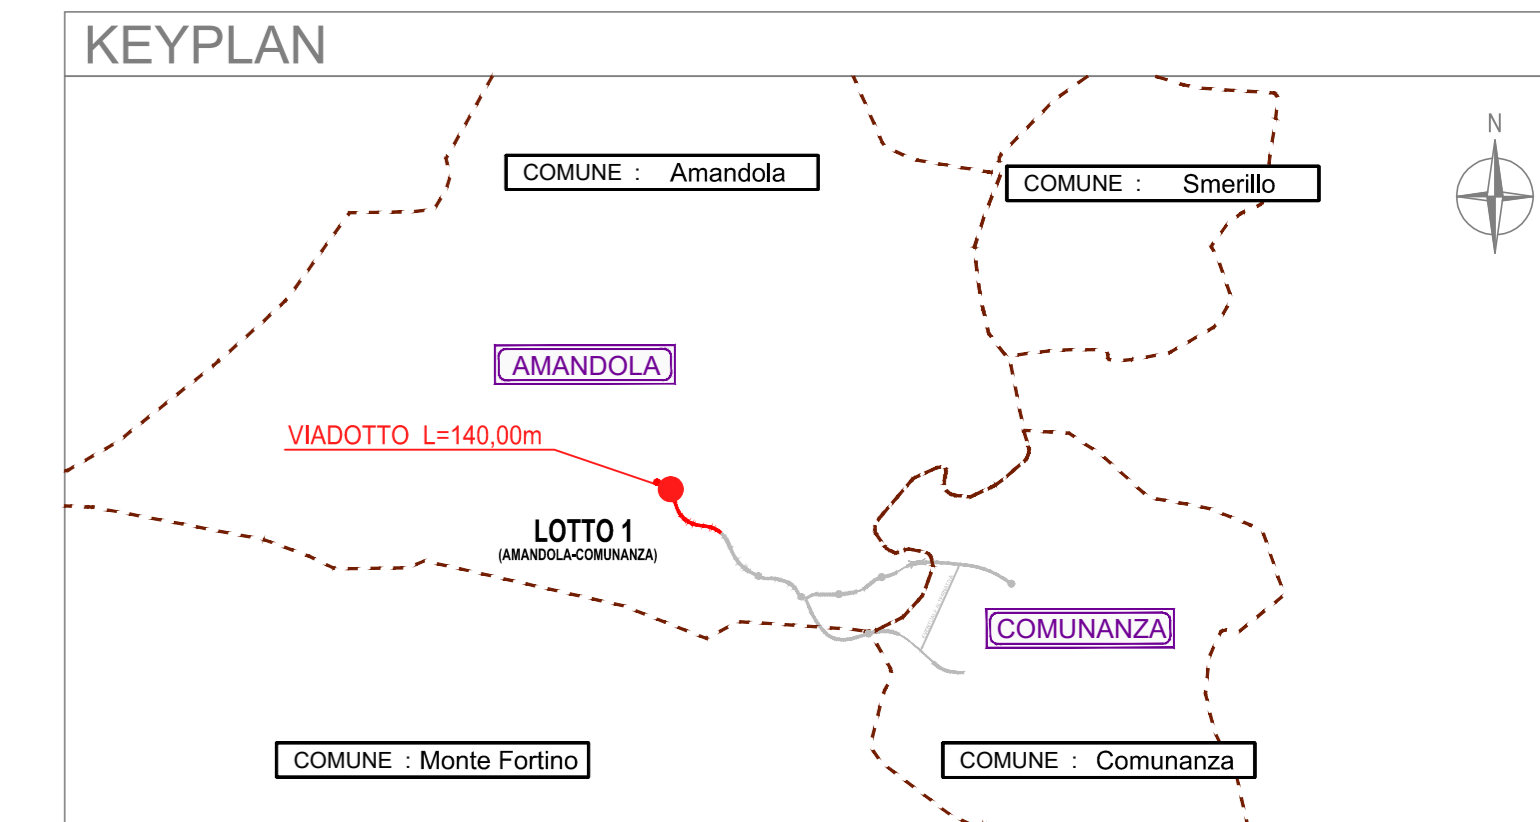 KEYPLAN
N
COMUNE : Amandola
COMUNE : Smerillo
AMANDOLA
VIADOTTO L=140,00m
LOTTO 1
(AMANDOLA-COMUNANZA)
COMUNANZA
COMUNE : Monte Fortino
COMUNE : Comunanza